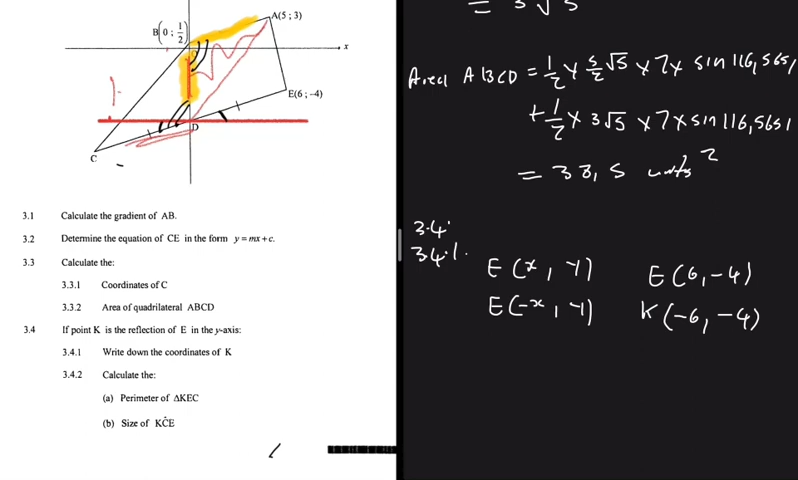 A(5 ; 3)
B(0 ; 1/2)
x
E(6 ; -4)
D
C
3.1 Calculate the gradient of AB.
3.2 Determine the equation of CE in the form y = mx + c.
3.3 Calculate the:
3.3.1 Coordinates of C
3.3.2 Area of quadrilateral ABCD
3.4 If point K is the reflection of E in the y-axis:
3.4.1 Write down the coordinates of K
3.4.2 Calculate the:
(a) Perimeter of ΔKEC
(b) Size of KĈE
= 3√5
Area ABCD = 1/2 × 5/2 √5 × 7 × sin 116,5651
+ 1/2 × 3√5 × 7 × sin 116,5651
= 38,5 units²
3.4.
3.4.1.
E(x, y) E(6, -4)
E(-x, y) K(-6, -4)